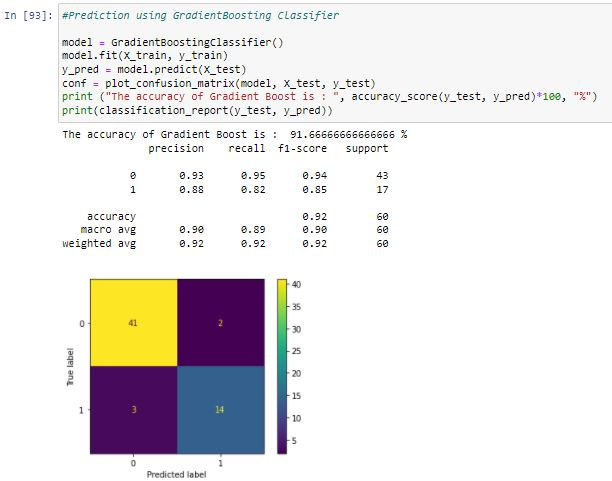 In [93]: #Prediction using GradientBoosting Classifier
model = GradientBoostingClassifier()
model.fit(X_train, y_train)
y_pred = model.predict(X_test)
conf = plot_confusion_matrix(model, X_test, y_test)
print ("The accuracy of Gradient Boost is : ", accuracy_score(y_test, y_pred)*100, "%")
print(classification_report(y_test, y_pred))
The accuracy of Gradient Boost is :  91.66666666666666 %
precision recall f1-score support
0 0.93 0.95 0.94 43
1 0.88 0.82 0.85 17
accuracy 0.92 60
macro avg 0.90 0.89 0.90 60
weighted avg 0.92 0.92 0.92 60
40
35
30
25
20
15
10
5
0
41 2
True label
1
3 14
0 1
Predicted label